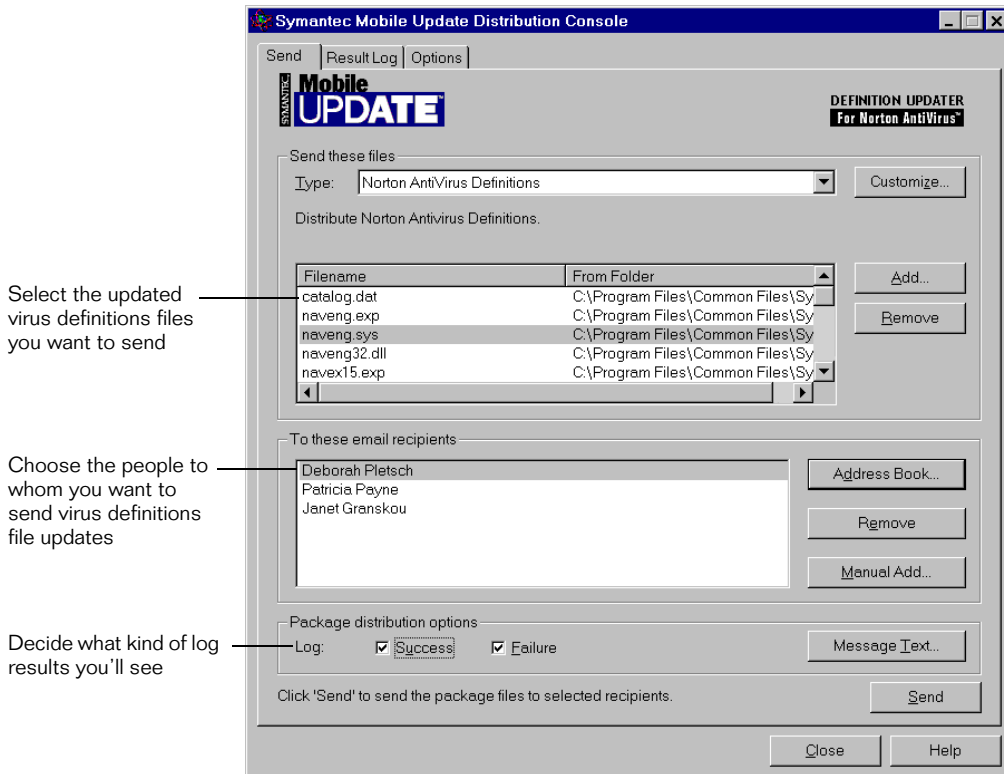 Symantec Mobile Update Distribution Console
Send Result Log Options
SYMANTEC
Mobile
UPDATE™
DEFINITION UPDATER
For Norton AntiVirus™
Send these files
Type: Norton AntiVirus Definitions Customize...
Distribute Norton Antivirus Definitions.
Filename From Folder
catalog.dat C:\Program Files\Common Files\Sy
naveng.exp C:\Program Files\Common Files\Sy
naveng.sys C:\Program Files\Common Files\Sy
naveng32.dll C:\Program Files\Common Files\Sy
navex15.exp C:\Program Files\Common Files\Sy
Add...
Remove
Select the updated
virus definitions files
you want to send
To these email recipients
Deborah Pletsch
Patricia Payne
Janet Granskou
Address Book...
Remove
Manual Add...
Choose the people to
whom you want to
send virus definitions
file updates
Package distribution options
Log: Success Failure
Message Text...
Decide what kind of log
results you'll see
Click 'Send' to send the package files to selected recipients.
Send
Close Help